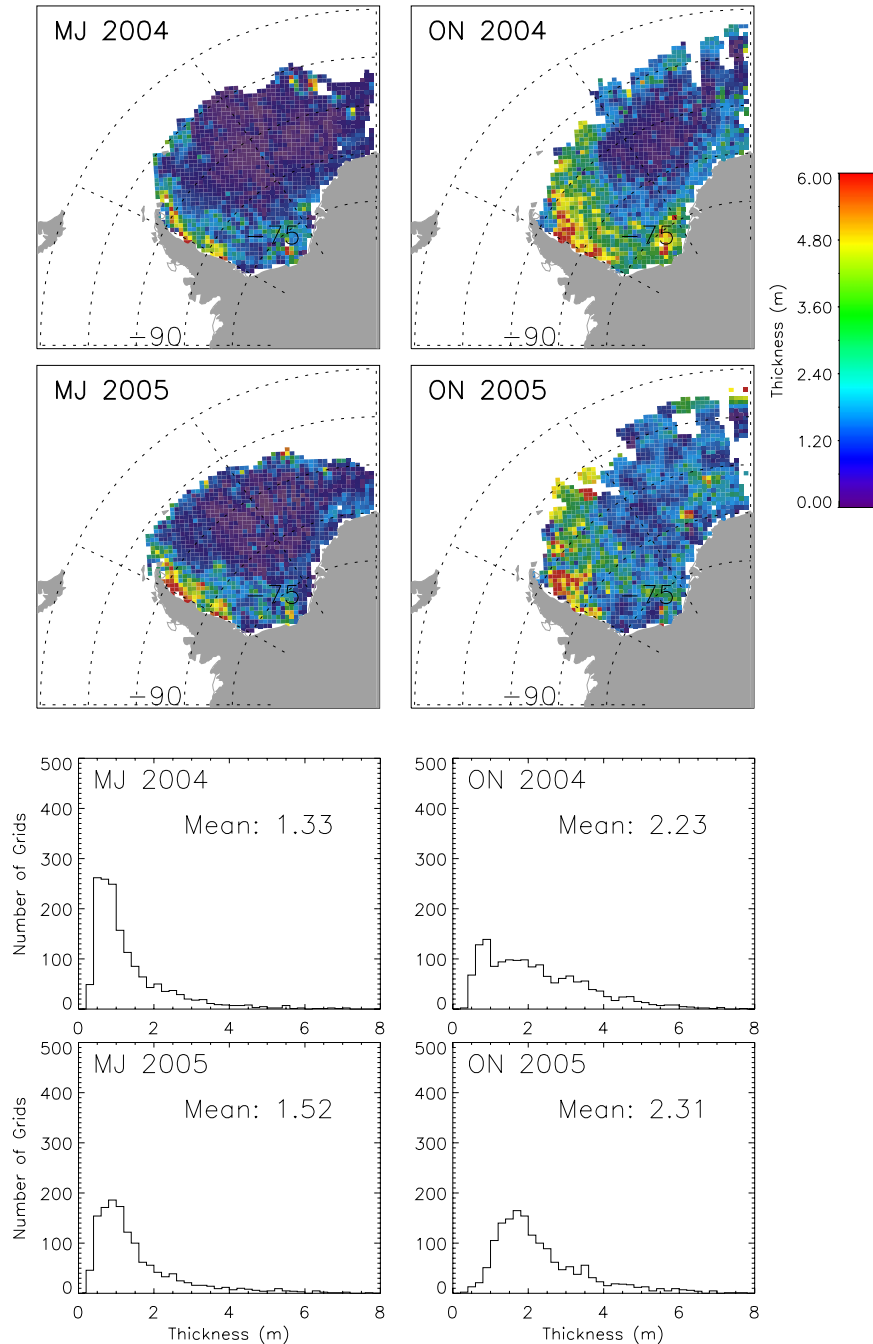 MJ 2004
−75
−90
ON 2004
−75
−90
6.00
4.80
3.60
2.40
1.20
0.00
Thickness (m)
MJ 2005
−75
−90
ON 2005
75
−90
500
400
300
200
100
0
Number of Grids
MJ 2004
Mean: 1.33
0 2 4 6 8
500
400
300
200
100
0
ON 2004
Mean: 2.23
0 2 4 6 8
500
400
300
200
100
0
Number of Grids
MJ 2005
Mean: 1.52
0 2 4 6 8
Thickness (m)
500
400
300
200
100
0
ON 2005
Mean: 2.31
0 2 4 6 8
Thickness (m)